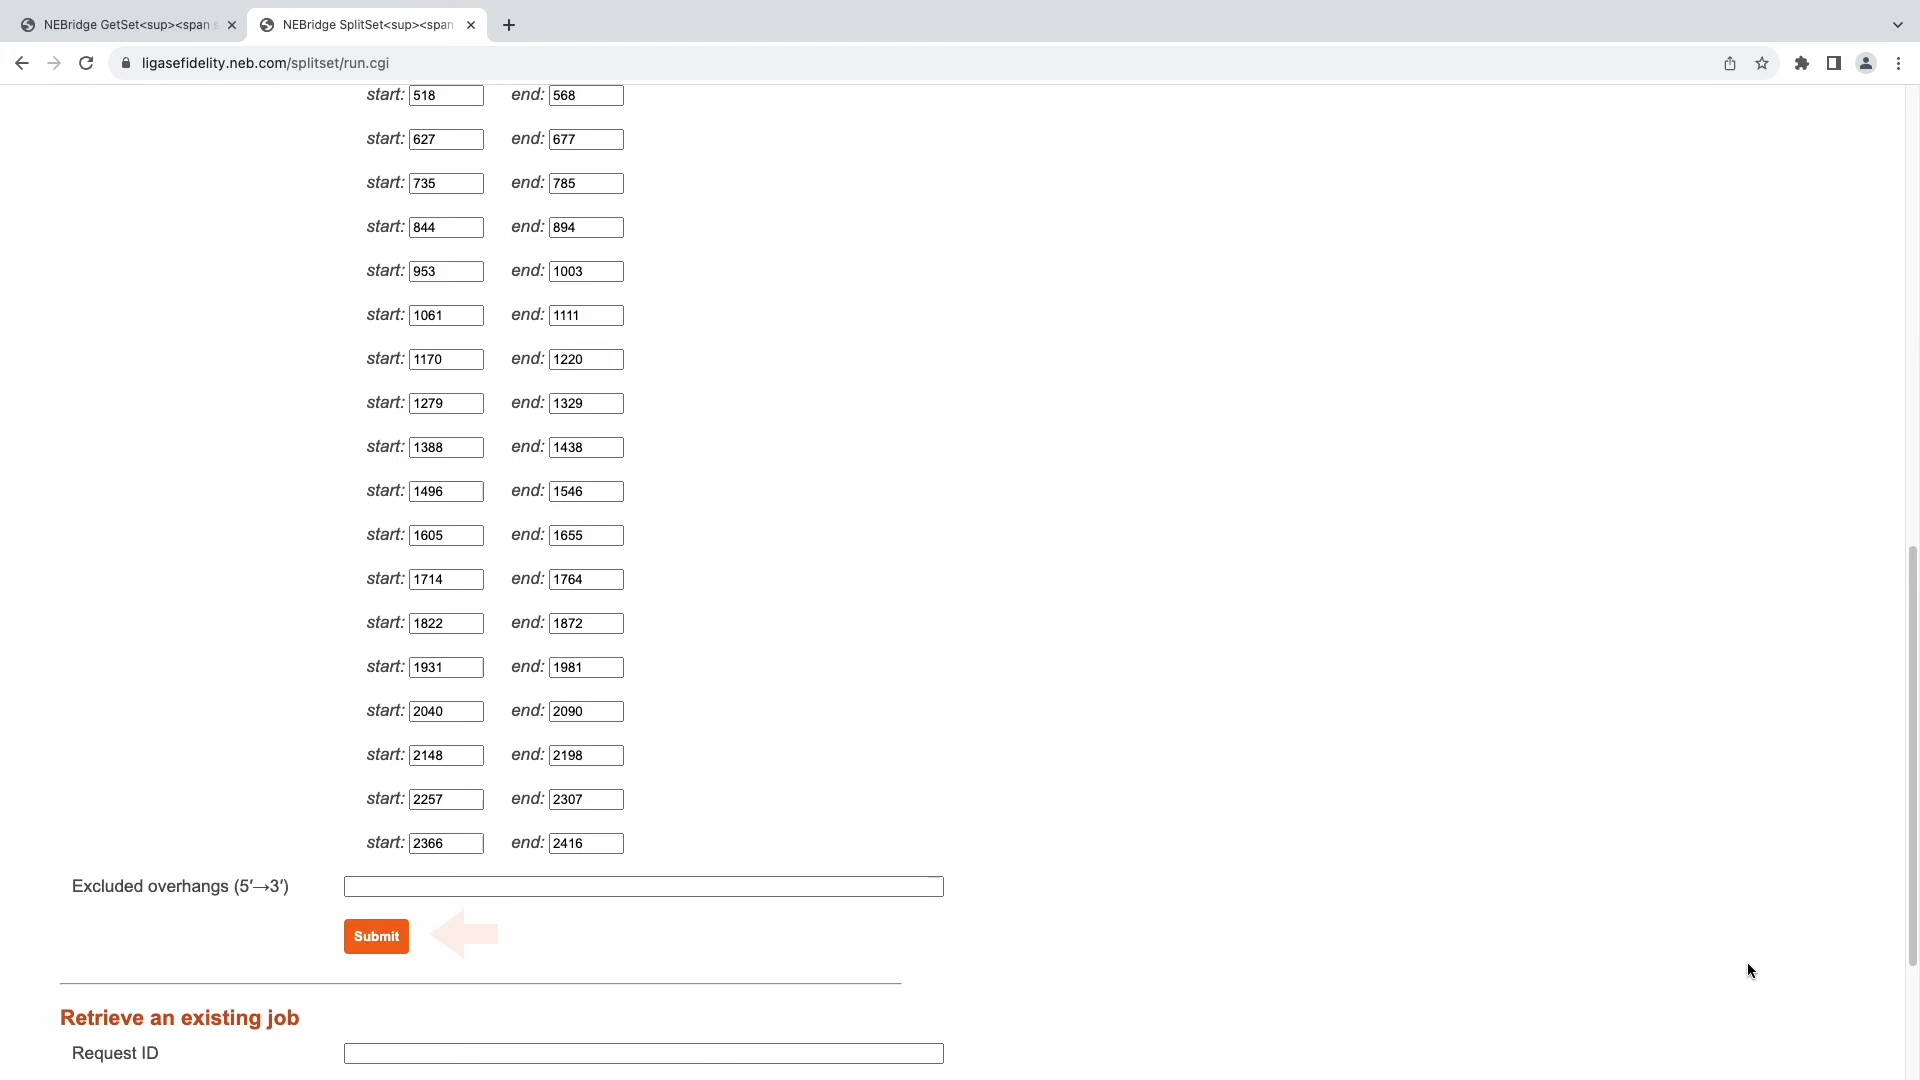 NEBridge GetSet<sup><span s
NEBridge SplitSet<sup><span
ligasefidelity.neb.com/splitset/run.cgi
start: 518 end: 568
start: 627 end: 677
start: 735 end: 785
start: 844 end: 894
start: 953 end: 1003
start: 1061 end: 1111
start: 1170 end: 1220
start: 1279 end: 1329
start: 1388 end: 1438
start: 1496 end: 1546
start: 1605 end: 1655
start: 1714 end: 1764
start: 1822 end: 1872
start: 1931 end: 1981
start: 2040 end: 2090
start: 2148 end: 2198
start: 2257 end: 2307
start: 2366 end: 2416
Excluded overhangs (5′→3′)
Submit
Retrieve an existing job
Request ID